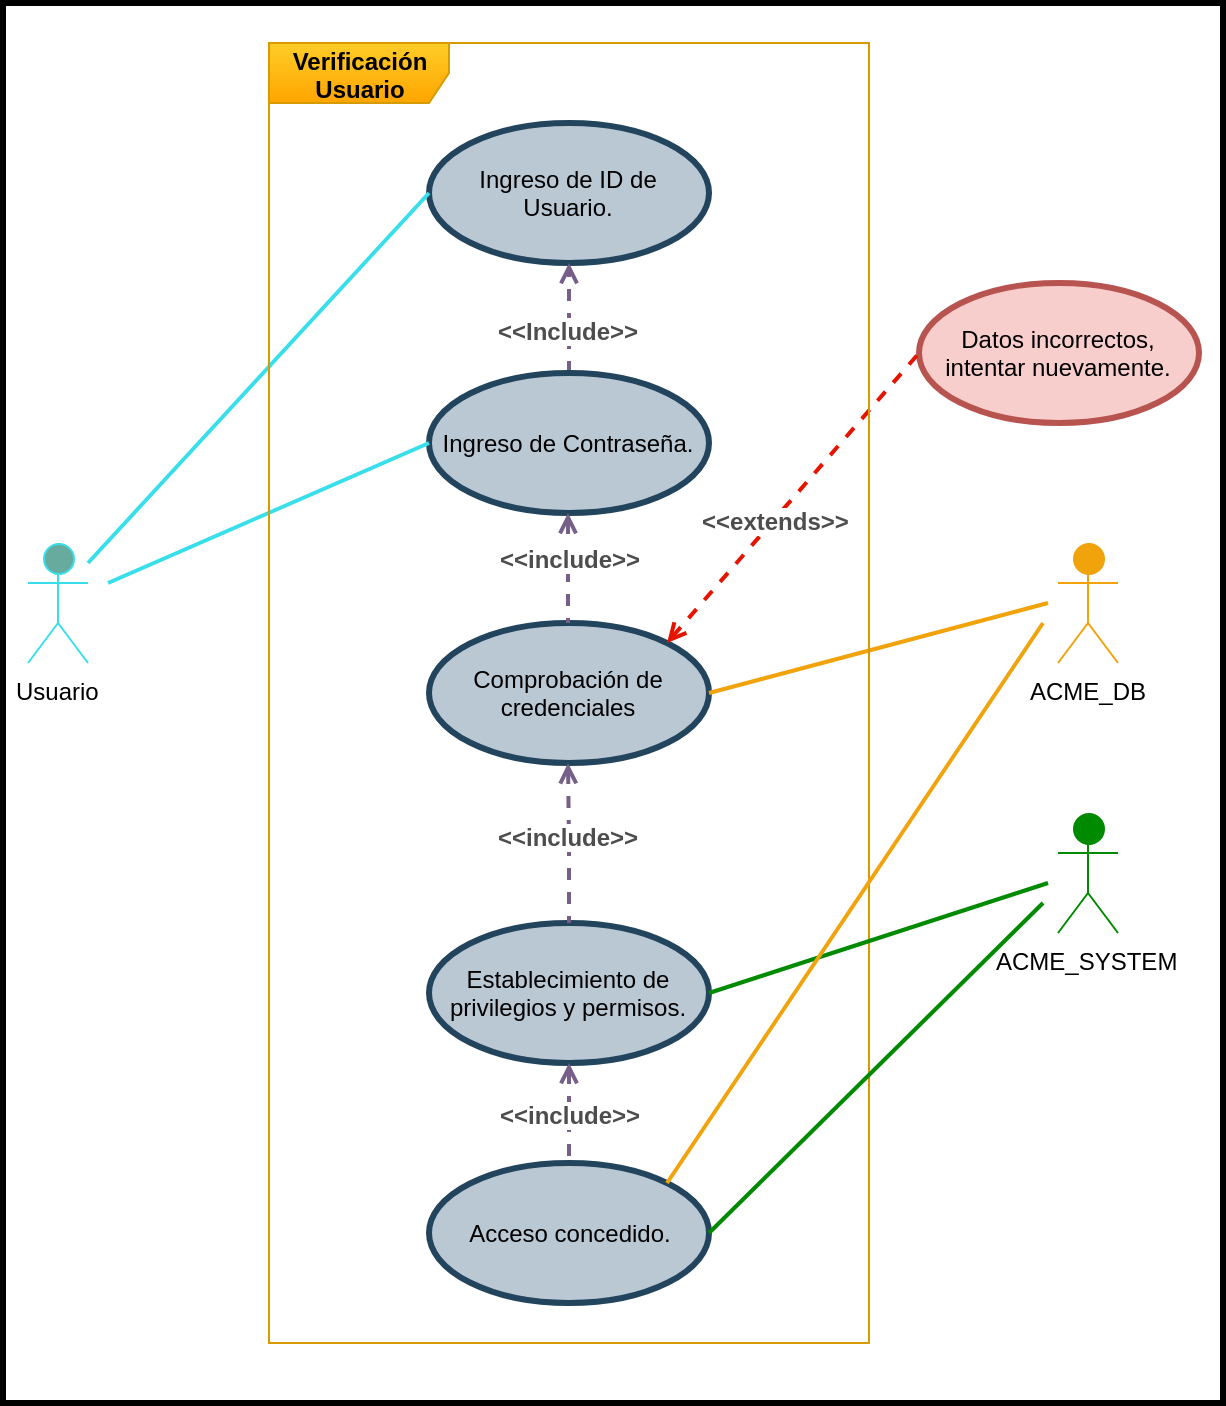 Verificación
Usuario
Ingreso de ID de
Usuario.
<<Include>>
Datos incorrectos,
intentar nuevamente.
Ingreso de Contraseña.
<<extends>>
<<include>>
Usuario
Comprobación de
credenciales
ACME_DB
<<include>>
ACME_SYSTEM
Establecimiento de
privilegios y permisos.
<<include>>
Acceso concedido.